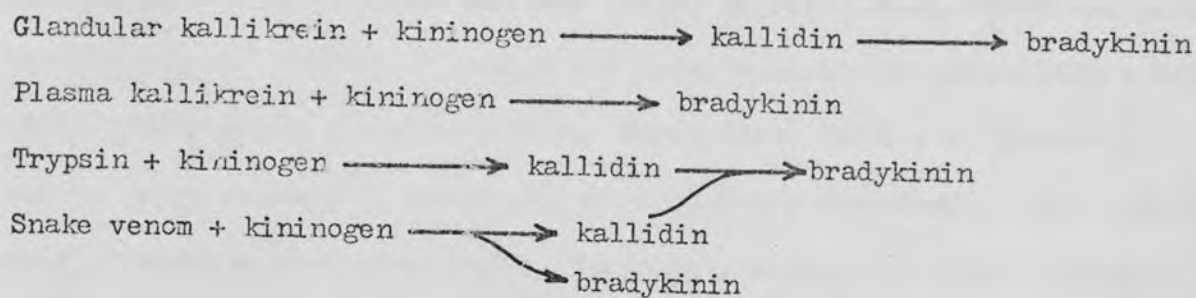 Glandular kallikrein + kininogen → kallidin → bradykinin
Plasma kallikrein + kininogen → bradykinin
Trypsin + kininogen → kallidin → bradykinin
Snake venom + kininogen → kallidin
bradykinin